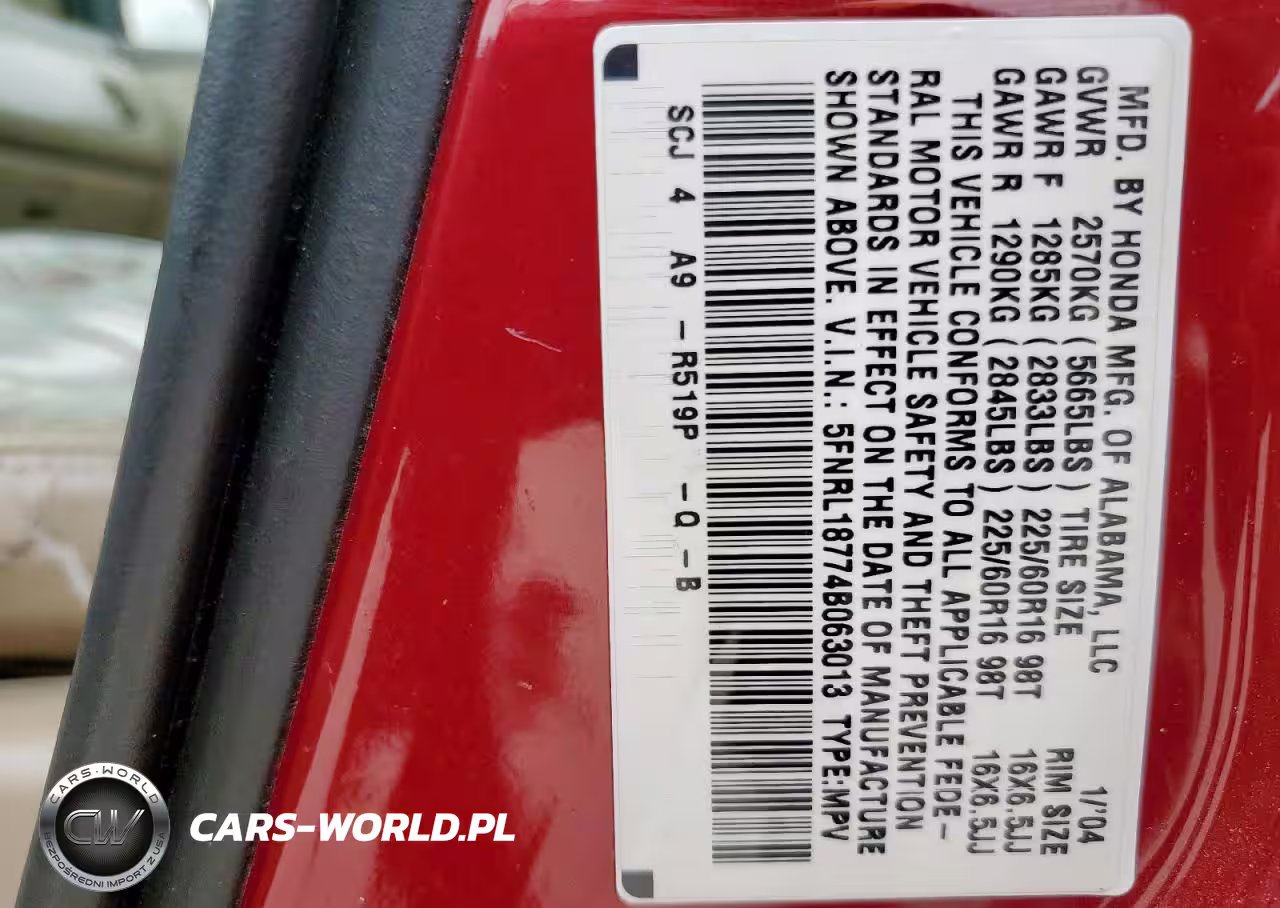 MFD. BY HONDA MFG. OF ALABAMA, LLC 1/'04
GVWR 2570KG (5665LBS) TIRE SIZE RIM SIZE
GAWR F 1285KG (2833LBS) 225/60R16 98T 16X6.5JJ
GAWR R 1290KG (2845LBS) 225/60R16 98T 16X6.5JJ
THIS VEHICLE CONFORMS TO ALL APPLICABLE FEDE-
RAL MOTOR VEHICLE SAFETY AND THEFT PREVENTION
STANDARDS IN EFFECT ON THE DATE OF MANUFACTURE
SHOWN ABOVE. V.I.N.: 5FNRL18774B063013 TYPE:MPV
SCJ 4 A9 - R519P - Q - B
CARS-WORLD
CW
BEZPOŚREDNI IMPORT Z USA
CARS-WORLD.PL